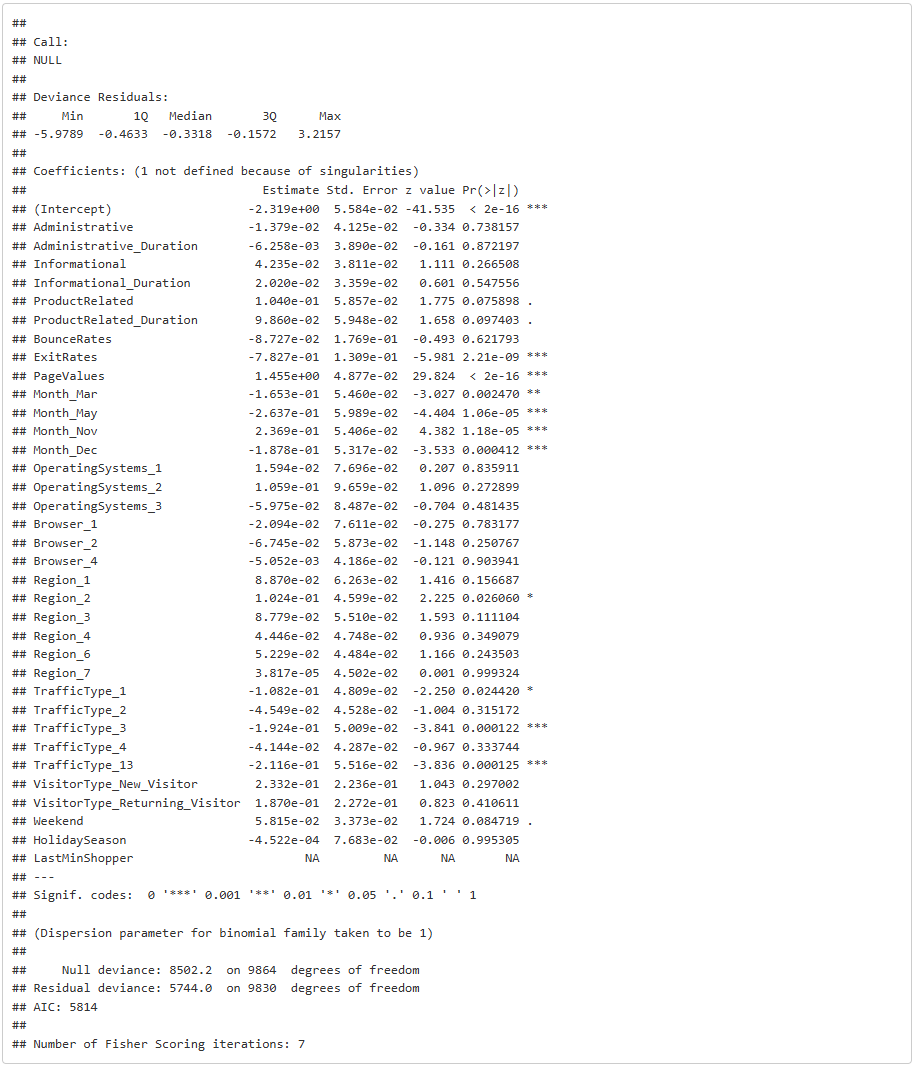 ##
## Call:
## NULL
##
## Deviance Residuals:
##     Min       1Q   Median       3Q      Max
## -5.9789  -0.4633  -0.3318  -0.1572   3.2157
##
## Coefficients: (1 not defined because of singularities)
##                                 Estimate Std. Error z value Pr(>|z|)
## (Intercept)                   -2.319e+00  5.584e-02 -41.535  < 2e-16 ***
## Administrative                -1.379e-02  4.125e-02  -0.334 0.738157
## Administrative_Duration       -6.258e-03  3.890e-02  -0.161 0.872197
## Informational                  4.235e-02  3.811e-02   1.111 0.266508
## Informational_Duration         2.020e-02  3.359e-02   0.601 0.547556
## ProductRelated                 1.040e-01  5.857e-02   1.775 0.075898 .
## ProductRelated_Duration        9.860e-02  5.948e-02   1.658 0.097403 .
## BounceRates                   -8.727e-02  1.769e-01  -0.493 0.621793
## ExitRates                     -7.827e-01  1.309e-01  -5.981 2.21e-09 ***
## PageValues                     1.455e+00  4.877e-02  29.824  < 2e-16 ***
## Month_Mar                     -1.653e-01  5.460e-02  -3.027 0.002470 **
## Month_May                     -2.637e-01  5.989e-02  -4.404 1.06e-05 ***
## Month_Nov                      2.369e-01  5.406e-02   4.382 1.18e-05 ***
## Month_Dec                     -1.878e-01  5.317e-02  -3.533 0.000412 ***
## OperatingSystems_1             1.594e-02  7.696e-02   0.207 0.835911
## OperatingSystems_2             1.059e-01  9.659e-02   1.096 0.272899
## OperatingSystems_3            -5.975e-02  8.487e-02  -0.704 0.481435
## Browser_1                     -2.094e-02  7.611e-02  -0.275 0.783177
## Browser_2                     -6.745e-02  5.873e-02  -1.148 0.250767
## Browser_4                     -5.052e-03  4.186e-02  -0.121 0.903941
## Region_1                       8.870e-02  6.263e-02   1.416 0.156687
## Region_2                       1.024e-01  4.599e-02   2.225 0.026060 *
## Region_3                       8.779e-02  5.510e-02   1.593 0.111104
## Region_4                       4.446e-02  4.748e-02   0.936 0.349079
## Region_6                       5.229e-02  4.484e-02   1.166 0.243503
## Region_7                       3.817e-05  4.502e-02   0.001 0.999324
## TrafficType_1                 -1.082e-01  4.809e-02  -2.250 0.024420 *
## TrafficType_2                 -4.549e-02  4.528e-02  -1.004 0.315172
## TrafficType_3                 -1.924e-01  5.009e-02  -3.841 0.000122 ***
## TrafficType_4                 -4.144e-02  4.287e-02  -0.967 0.333744
## TrafficType_13                -2.116e-01  5.516e-02  -3.836 0.000125 ***
## VisitorType_New_Visitor        2.332e-01  2.236e-01   1.043 0.297002
## VisitorType_Returning_Visitor  1.870e-01  2.272e-01   0.823 0.410611
## Weekend                        5.815e-02  3.373e-02   1.724 0.084719 .
## HolidaySeason                 -4.522e-04  7.683e-02  -0.006 0.995305
## LastMinShopper                        NA         NA      NA       NA
## ---
## Signif. codes:  0 '***' 0.001 '**' 0.01 '*' 0.05 '.' 0.1 ' ' 1
##
## (Dispersion parameter for binomial family taken to be 1)
##
##     Null deviance: 8502.2  on 9864  degrees of freedom
## Residual deviance: 5744.0  on 9830  degrees of freedom
## AIC: 5814
##
## Number of Fisher Scoring iterations: 7